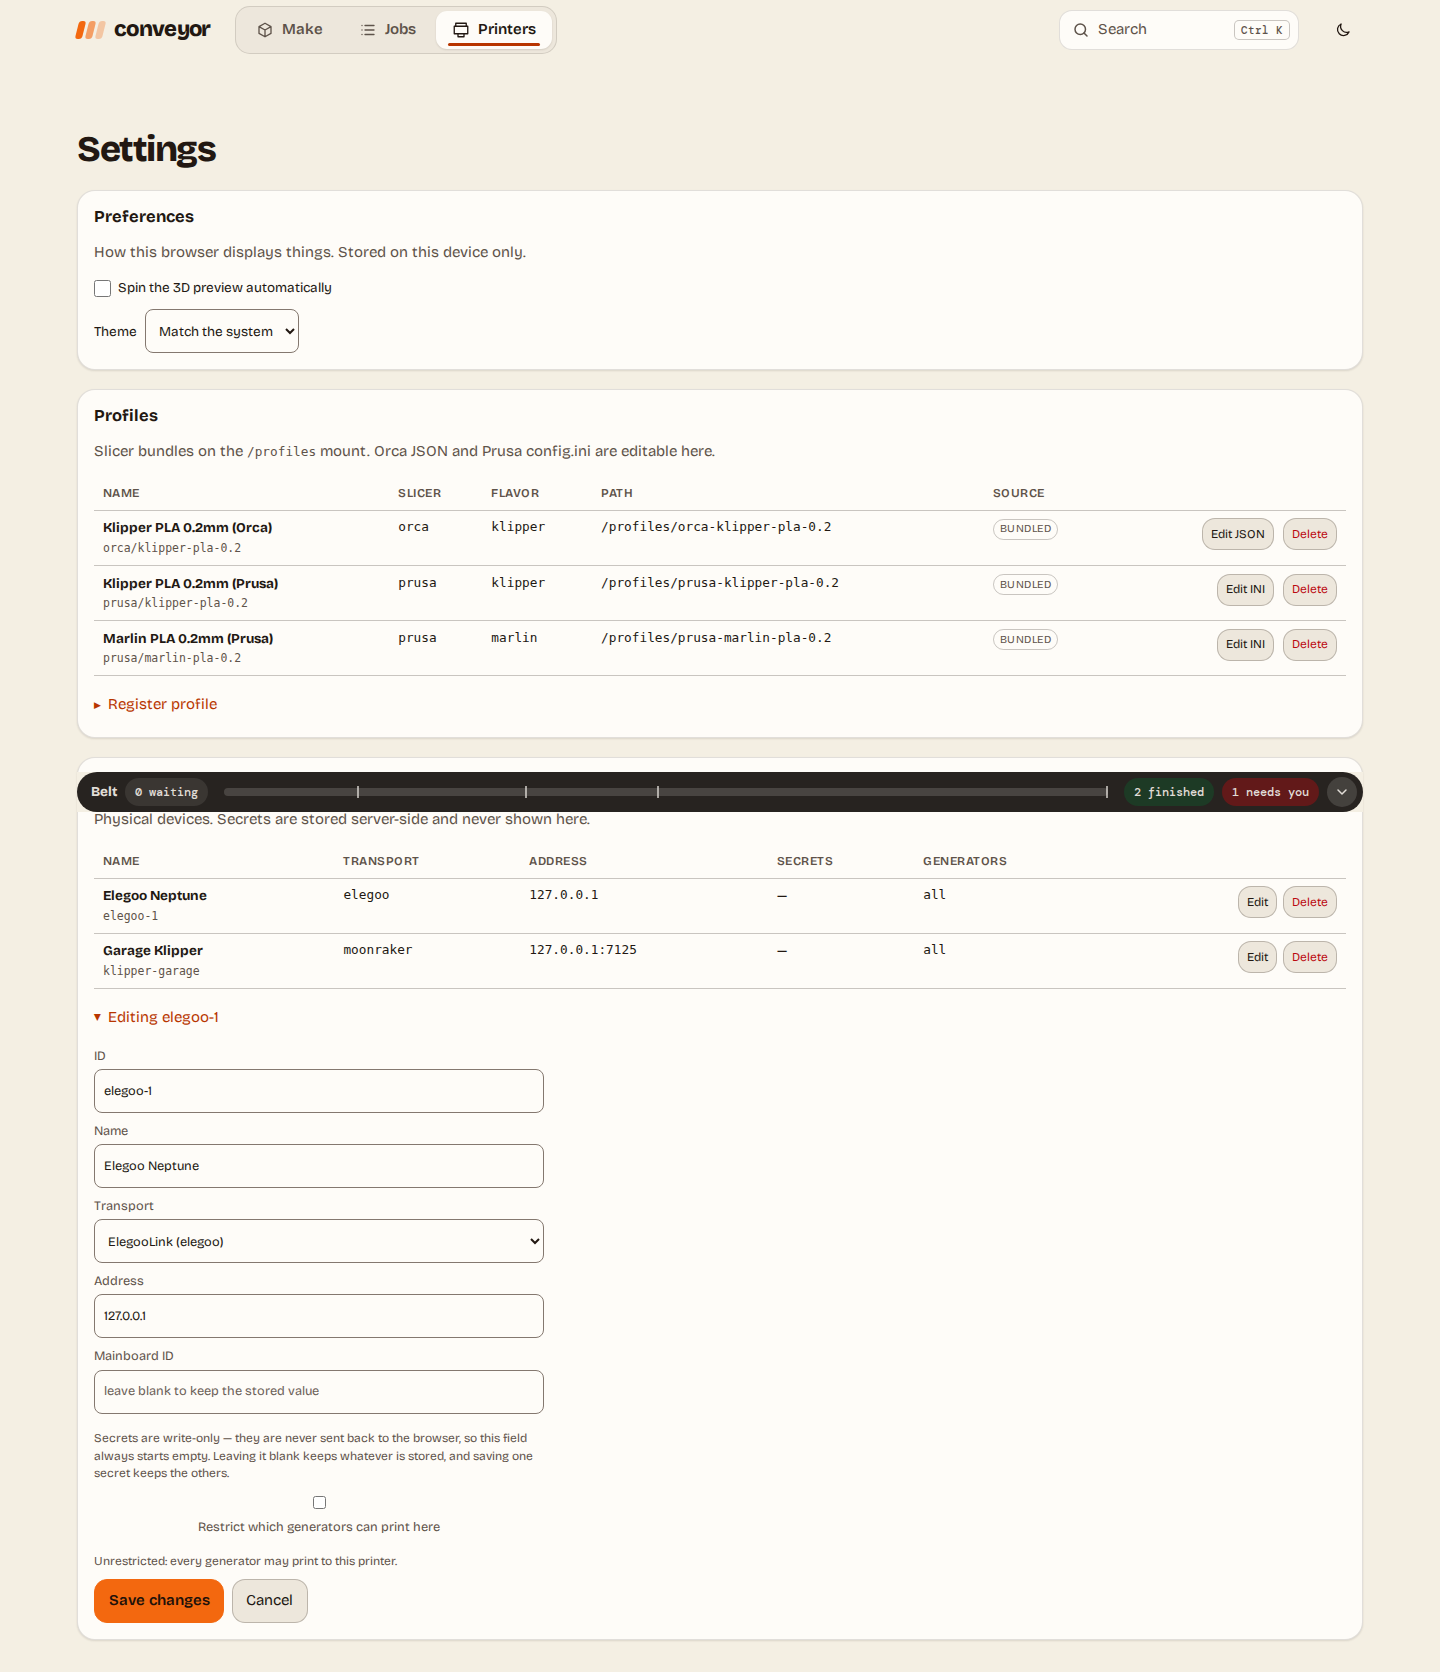 conveyor
Make
Jobs
Printers
Search
Ctrl K
Settings
Preferences
How this browser displays things. Stored on this device only.
Spin the 3D preview automatically
Theme
Match the system
Profiles
Slicer bundles on the /profiles mount. Orca JSON and Prusa config.ini are editable here.
NAME SLICER FLAVOR PATH SOURCE
Klipper PLA 0.2mm (Orca) orca klipper /profiles/orca-klipper-pla-0.2 BUNDLED Edit JSON Delete
orca/klipper-pla-0.2
Klipper PLA 0.2mm (Prusa) prusa klipper /profiles/prusa-klipper-pla-0.2 BUNDLED Edit INI Delete
prusa/klipper-pla-0.2
Marlin PLA 0.2mm (Prusa) prusa marlin /profiles/prusa-marlin-pla-0.2 BUNDLED Edit INI Delete
prusa/marlin-pla-0.2
▸ Register profile
Belt 0 waiting 2 finished 1 needs you
Physical devices. Secrets are stored server-side and never shown here.
NAME TRANSPORT ADDRESS SECRETS GENERATORS
Elegoo Neptune elegoo 127.0.0.1 — all Edit Delete
elegoo-1
Garage Klipper moonraker 127.0.0.1:7125 — all Edit Delete
klipper-garage
▾ Editing elegoo-1
ID
elegoo-1
Name
Elegoo Neptune
Transport
ElegooLink (elegoo)
Address
127.0.0.1
Mainboard ID
leave blank to keep the stored value
Secrets are write-only — they are never sent back to the browser, so this field
always starts empty. Leaving it blank keeps whatever is stored, and saving one
secret keeps the others.
Restrict which generators can print here
Unrestricted: every generator may print to this printer.
Save changes
Cancel